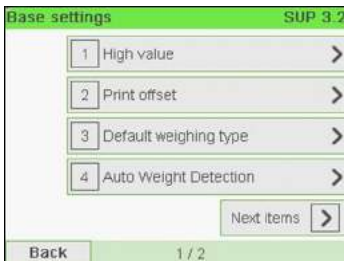 Base settings SUP 3.2
1 High value
2 Print offset
3 Default weighing type
4 Auto Weight Detection
Next items
Back 1 / 2